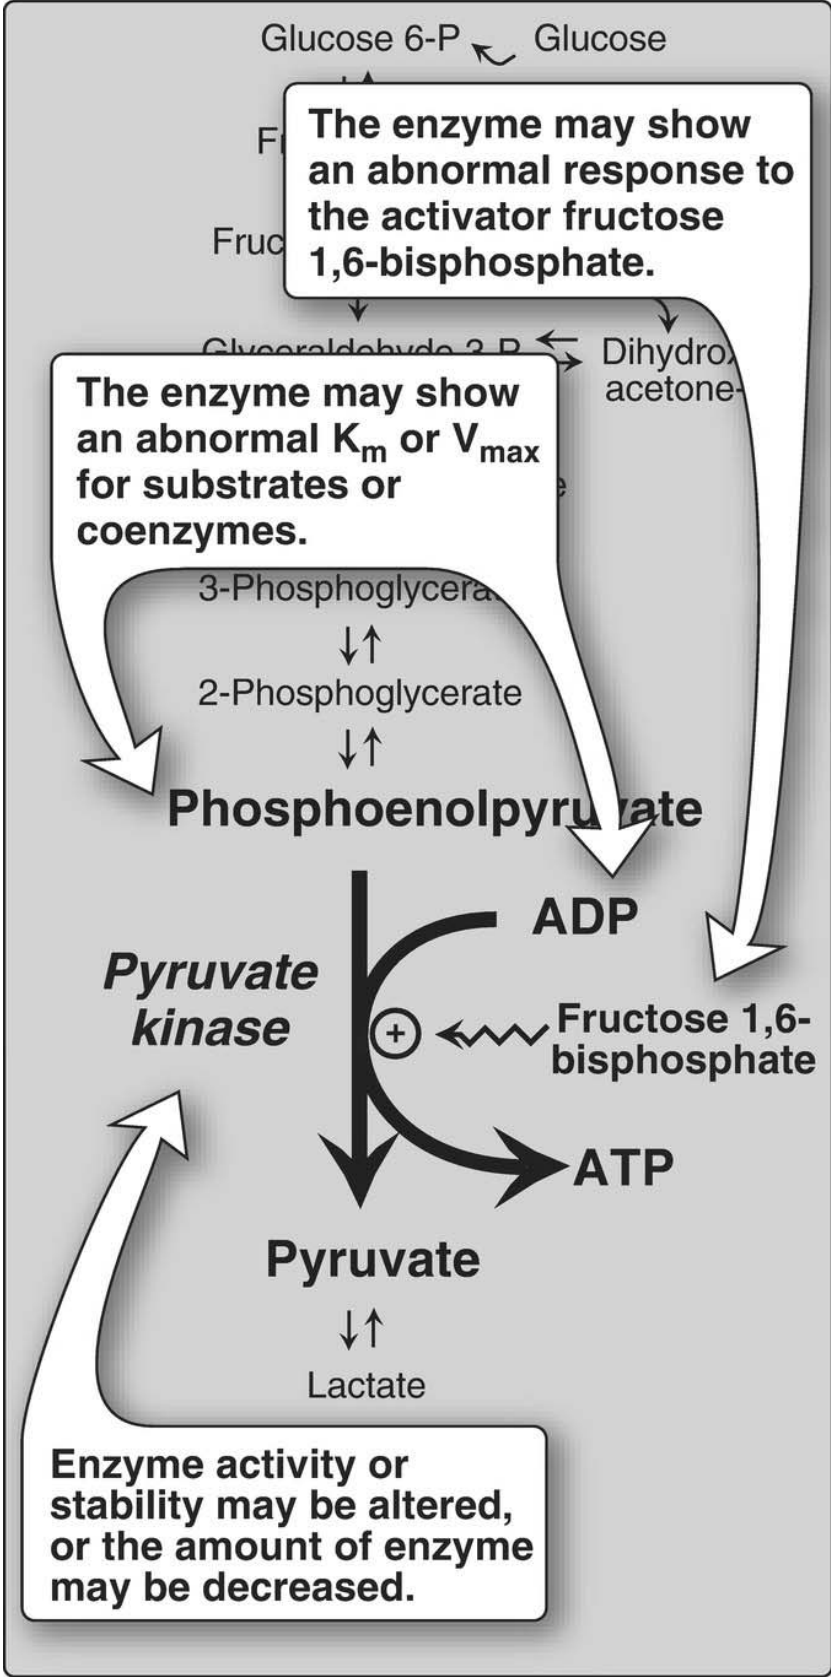 Glucose 6-P Glucose
The enzyme may show
an abnormal response to
the activator fructose
1,6-bisphosphate.
Glyceraldehyde 3-P
The enzyme may show
an abnormal Km or Vmax
for substrates or
coenzymes.
3-Phosphoglycerat
2-Phosphoglycerate
Phosphoenolpyruvate
ADP
Pyruvate
kinase
+
Fructose 1,6-
bisphosphate
ATP
Pyruvate
Lactate
Enzyme activity or
stability may be altered,
or the amount of enzyme
may be decreased.